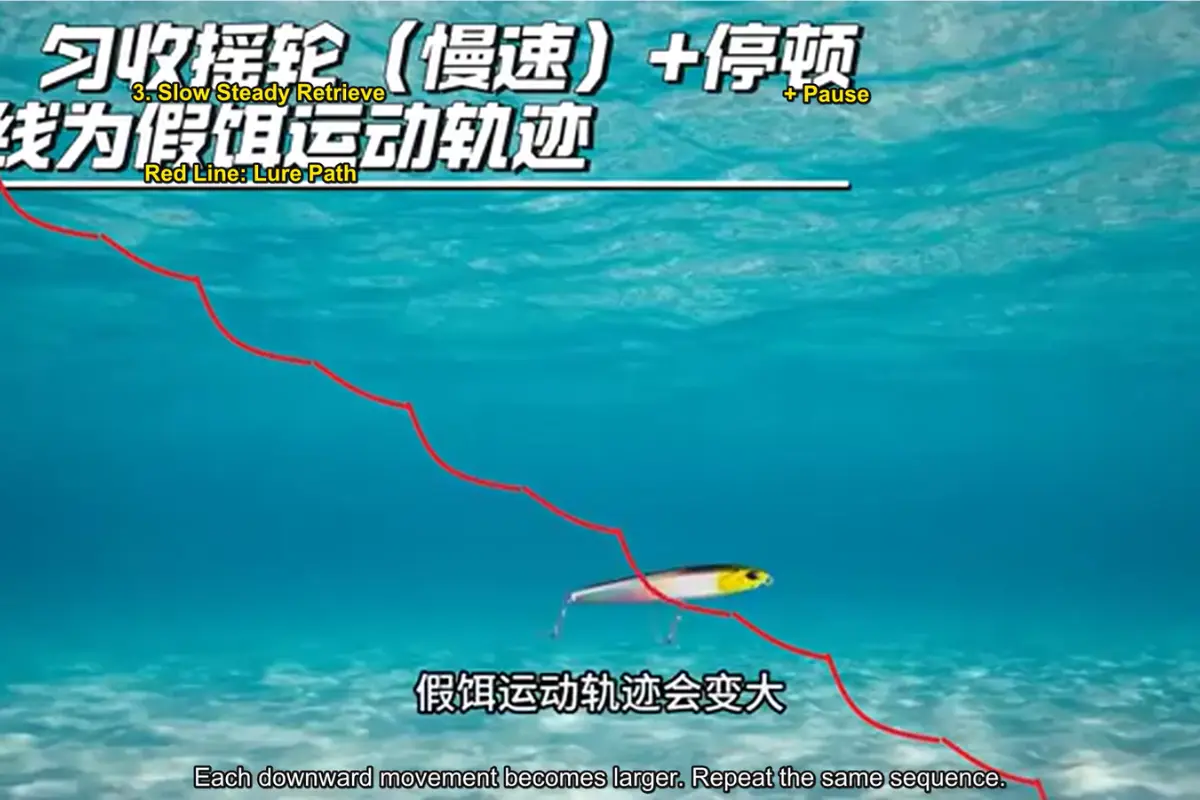 匀收摇轮（慢速）+停顿
3. Slow Steady Retrieve
+ Pause
线为假饵运动轨迹
Red Line: Lure Path
假饵运动轨迹会变大
Each downward movement becomes larger. Repeat the same sequence.